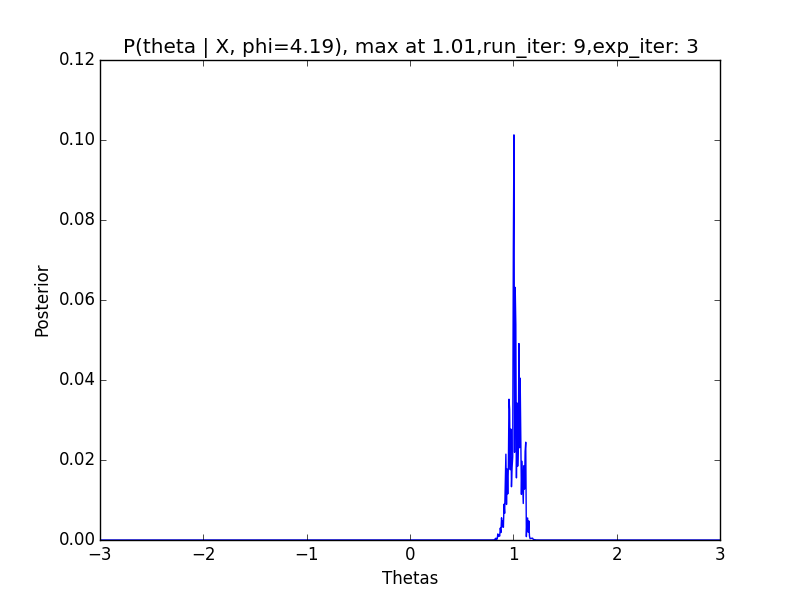 P(theta | X, phi=4.19), max at 1.01,run_iter: 9,exp_iter: 3
0.12
0.10
0.08
0.06
0.04
0.02
0.00
Posterior
−3 −2 −1 0 1 2 3
Thetas